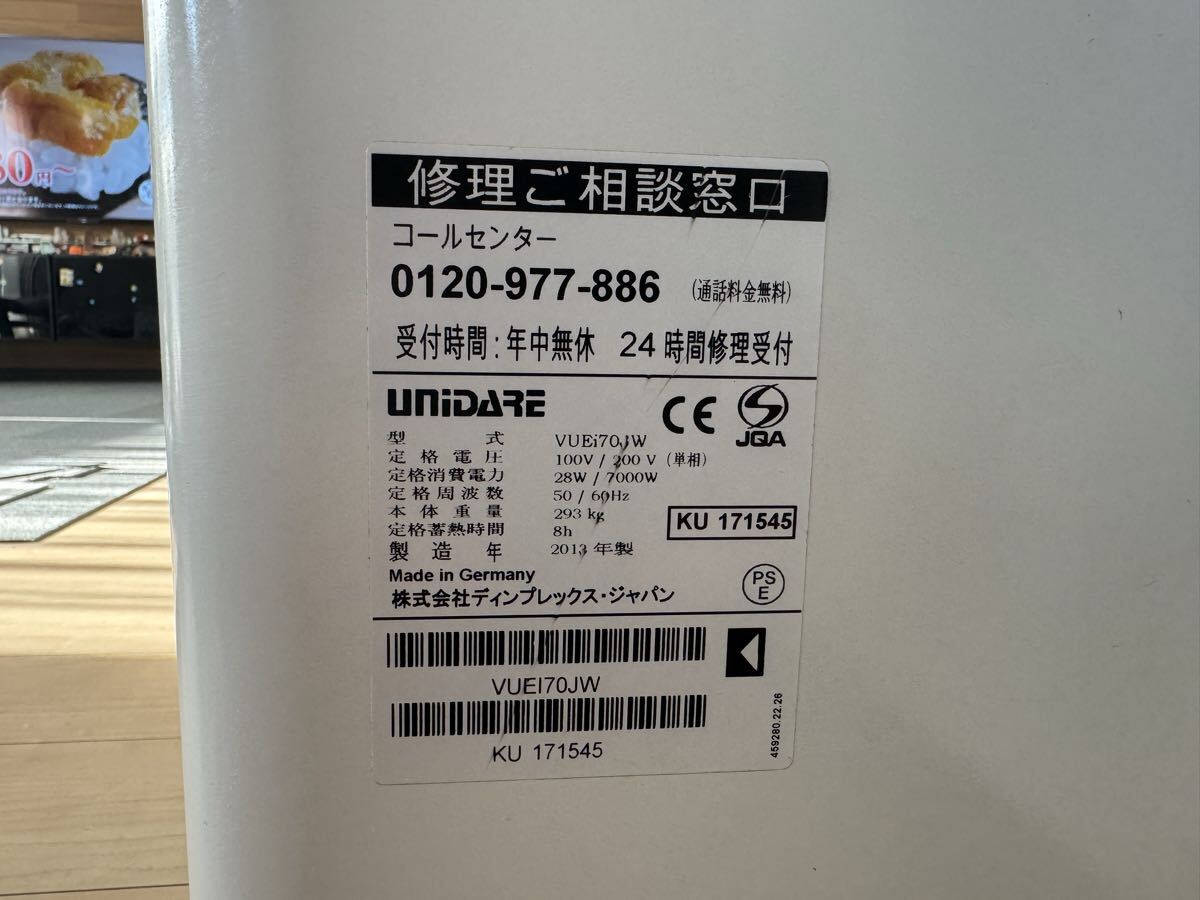 修理ご相談窓口
コールセンター
0120-977-886 (通話料金無料)
受付時間：年中無休 24時間修理受付
UNiDARE CE JQA
型式 VUEi70JW
定格電圧 100V / 200 V (単相)
定格消費電力 28W / 7000W
定格周波数 50 / 60Hz
本体重量 293 kg
KU 171545
定格蓄熱時間 8h
製造年 2013 年製
Made in Germany
株式会社ディンプレックス・ジャパン
PS
E
VUEI70JW
KU 171545
459280.22.26
0円～